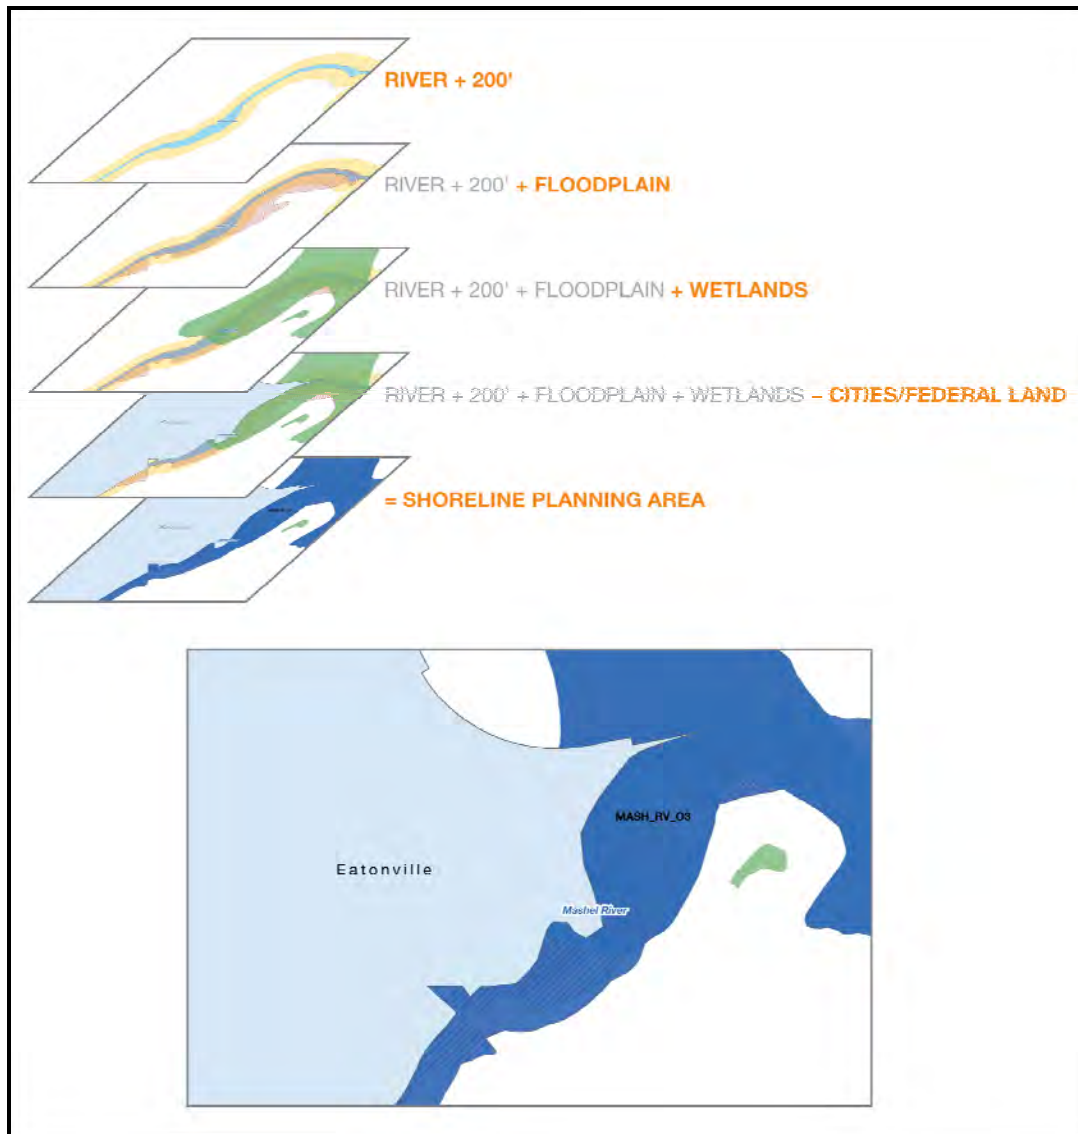 RIVER + 200'
RIVER + 200' + FLOODPLAIN
RIVER + 200' + FLOODPLAIN + WETLANDS
RIVER + 200' + FLOODPLAIN + WETLANDS – CITIES/FEDERAL LAND
= SHORELINE PLANNING AREA
MASH_RV_03
Eatonville
Mashel River